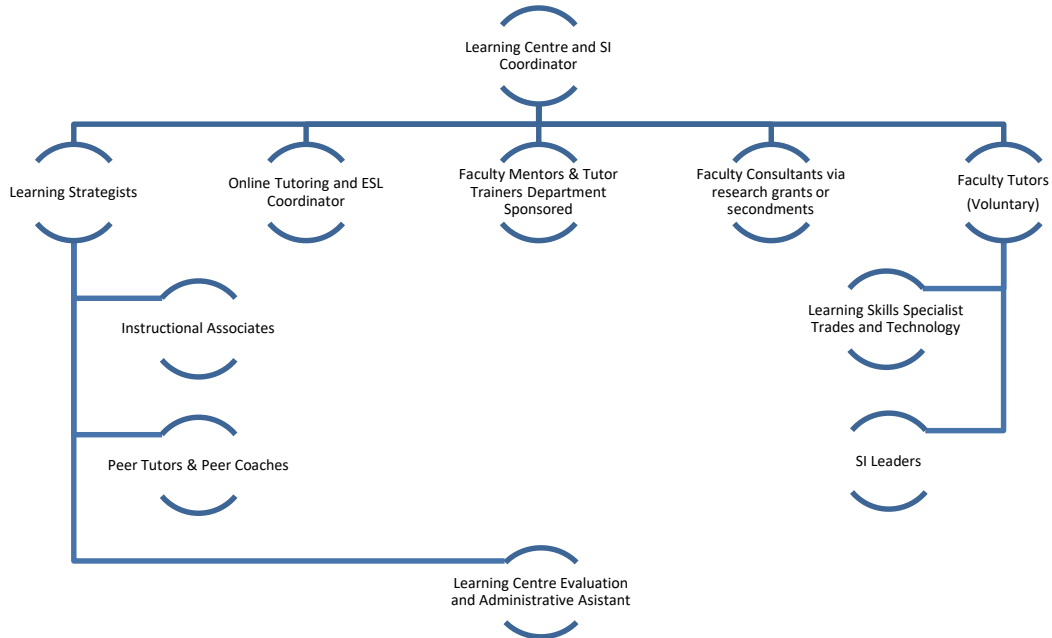 Learning Centre and SI
Coordinator
Learning Strategists
Online Tutoring and ESL
Coordinator
Faculty Mentors & Tutor
Trainers Department
Sponsored
Faculty Consultants via
research grants or
secondments
Faculty Tutors
(Voluntary)
Instructional Associates
Learning Skills Specialist
Trades and Technology
Peer Tutors & Peer Coaches
SI Leaders
Learning Centre Evaluation
and Administrative Asistant